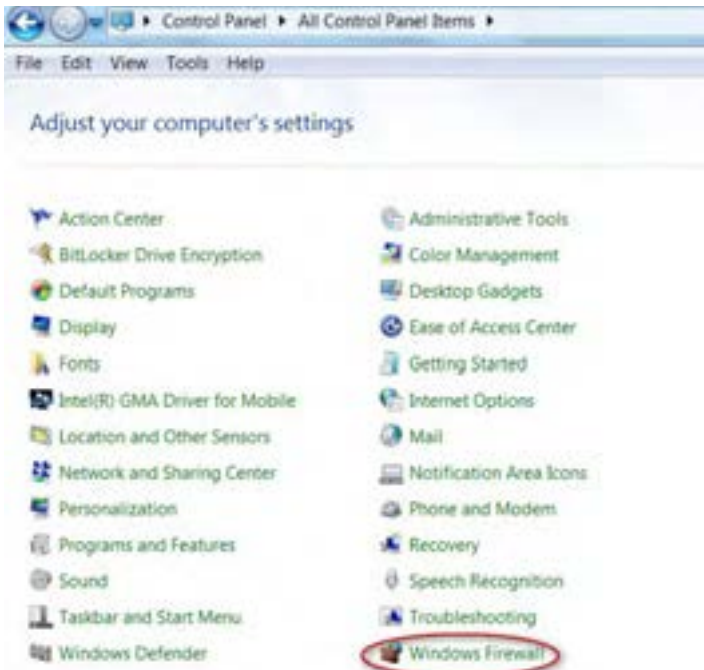 Control Panel All Control Panel Items
File Edit View Tools Help
Adjust your computer's settings
Action Center
Administrative Tools
BitLocker Drive Encryption
Color Management
Default Programs
Desktop Gadgets
Display
Ease of Access Center
Fonts
Getting Started
Intel(R) GMA Driver for Mobile
Internet Options
Location and Other Sensors
Mail
Network and Sharing Center
Notification Area Icons
Personalization
Phone and Modem
Programs and Features
Recovery
Sound
Speech Recognition
Taskbar and Start Menu
Troubleshooting
Windows Defender
Windows Firewall